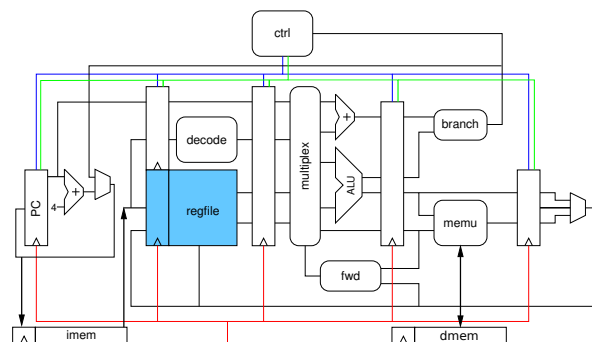 ctrl
decode
multiplex
+
branch
PC
4
+
regfile
ALU
memu
fwd
imem
dmem